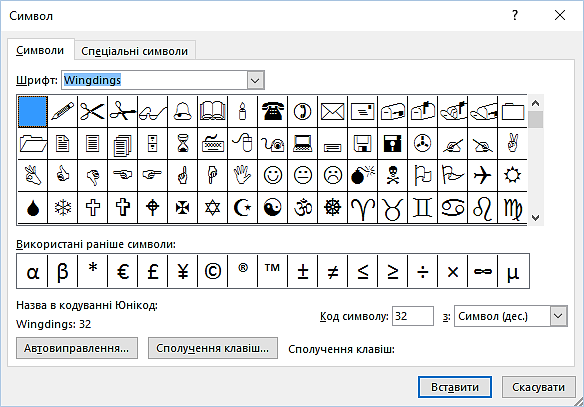 Символ
Символи Спеціальні символи
Шрифт: Wingdings
Використані раніше символи:
α β * € £ ¥ © ® ™ ± ≠ ≤ ≥ ÷ × ∞ µ
Назва в кодуванні Юнікод:
Wingdings: 32
Код символу: 32 з: Символ (дес.)
Автовиправлення... Сполучення клавіш... Сполучення клавіш:
Вставити Скасувати